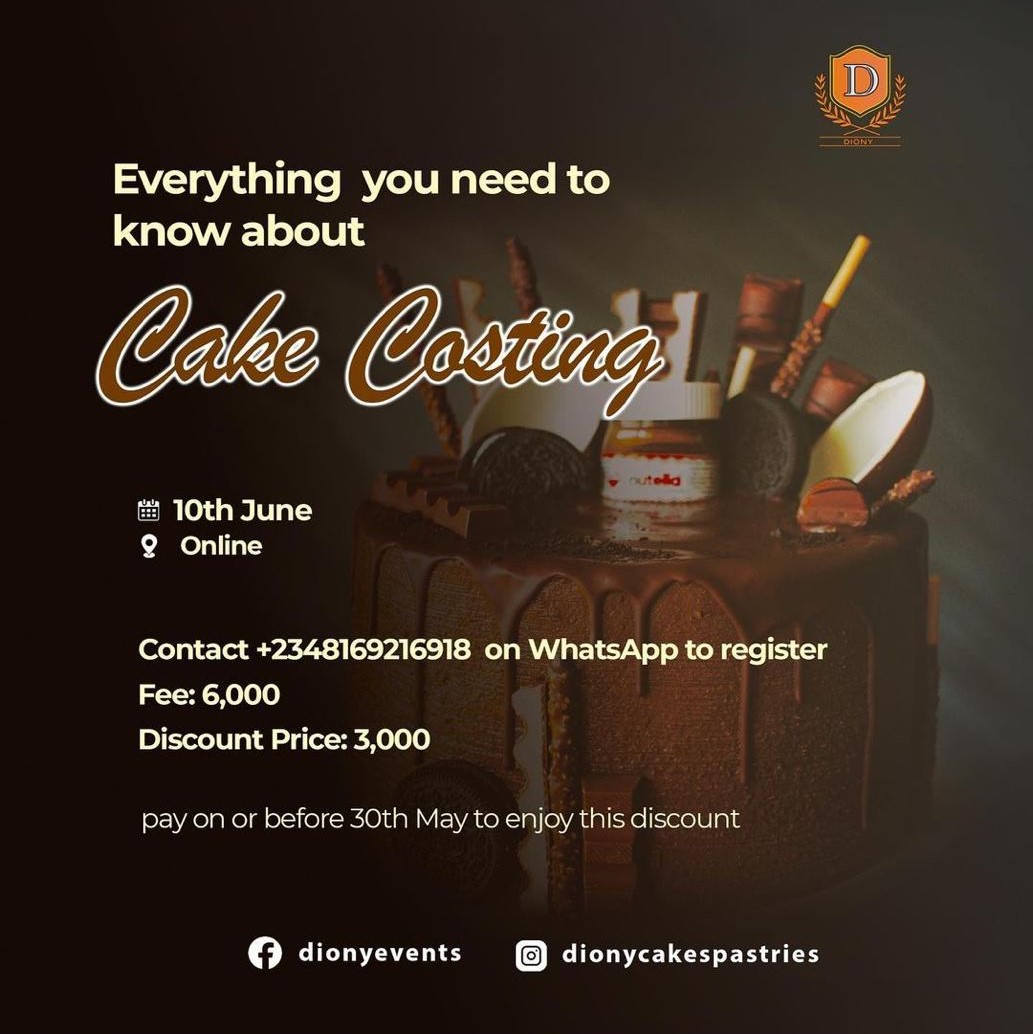 D
DIONY
Everything you need to
know about
Cake Costing
nutella
10th June
Online
Contact +2348169216918 on WhatsApp to register
Fee: 6,000
Discount Price: 3,000
pay on or before 30th May to enjoy this discount
dionyevents
dionycakespastries